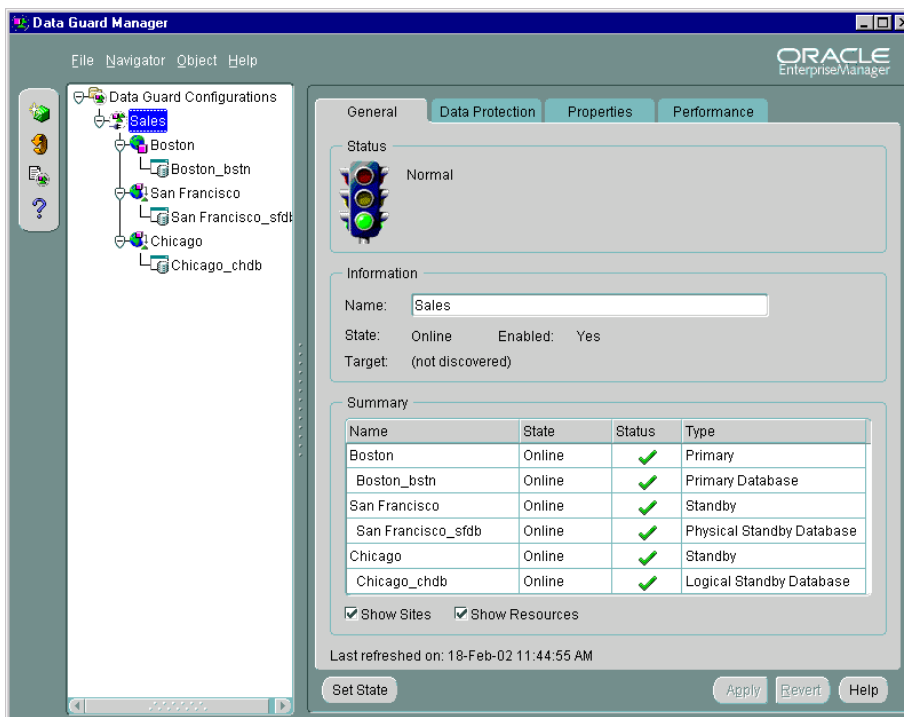 Data Guard Manager
File Navigator Object Help
ORACLE
EnterpriseManager
Data Guard Configurations
Sales
Boston
Boston_bstn
San Francisco
San Francisco_sfdb
Chicago
Chicago_chdb
General Data Protection Properties Performance
Status
Normal
Information
Name: Sales
State: Online Enabled: Yes
Target: (not discovered)
Summary
Name State Status Type
Boston Online Primary
Boston_bstn Online Primary Database
San Francisco Online Standby
San Francisco_sfdb Online Physical Standby Database
Chicago Online Standby
Chicago_chdb Online Logical Standby Database
Show Sites Show Resources
Last refreshed on: 18-Feb-02 11:44:55 AM
Set State Apply Revert Help